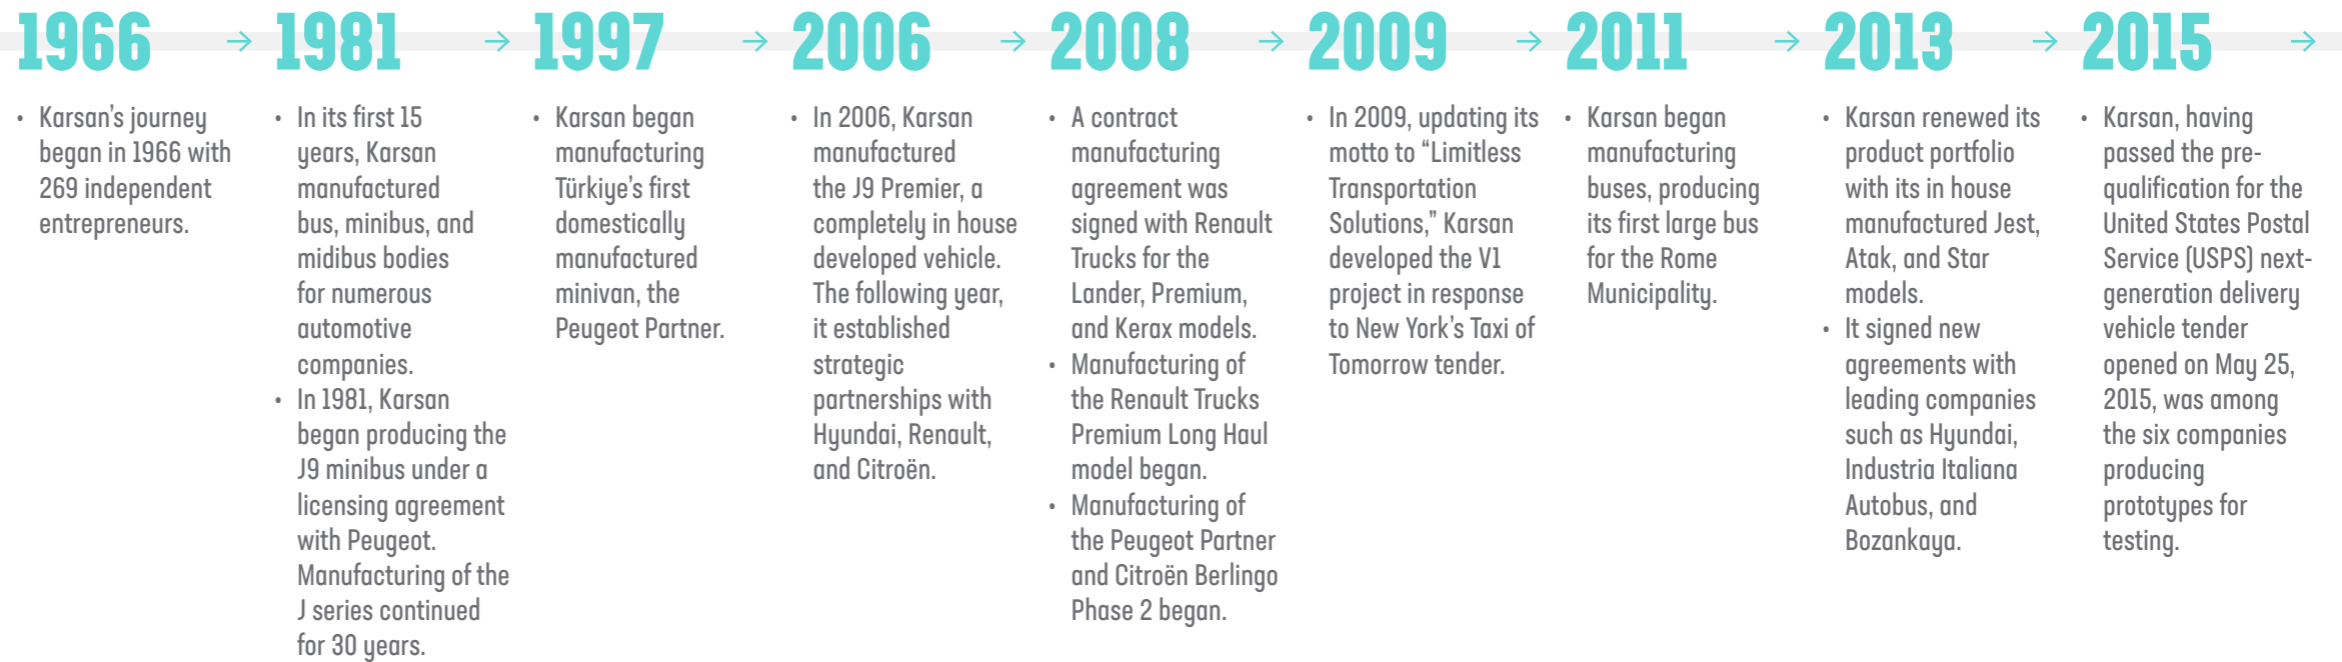 1966
• Karsan’s journey
began in 1966 with
269 independent
entrepreneurs.
1981
• In its first 15
years, Karsan
manufactured
bus, minibus, and
midibus bodies
for numerous
automotive
companies.
• In 1981, Karsan
began producing the
J9 minibus under a
licensing agreement
with Peugeot.
Manufacturing of the
J series continued
for 30 years.
1997
• Karsan began
manufacturing
Türkiye’s first
domestically
manufactured
minivan, the
Peugeot Partner.
2006
• In 2006, Karsan
manufactured
the J9 Premier, a
completely in house
developed vehicle.
The following year,
it established
strategic
partnerships with
Hyundai, Renault,
and Citroën.
2008
• A contract
manufacturing
agreement was
signed with Renault
Trucks for the
Lander, Premium,
and Kerax models.
• Manufacturing of
the Renault Trucks
Premium Long Haul
model began.
• Manufacturing of
the Peugeot Partner
and Citroën Berlingo
Phase 2 began.
2009
• In 2009, updating its
motto to “Limitless
Transportation
Solutions,” Karsan
developed the V1
project in response
to New York’s Taxi of
Tomorrow tender.
2011
• Karsan began
manufacturing
buses, producing
its first large bus
for the Rome
Municipality.
2013
• Karsan renewed its
product portfolio
with its in house
manufactured Jest,
Atak, and Star
models.
• It signed new
agreements with
leading companies
such as Hyundai,
Industria Italiana
Autobus, and
Bozankaya.
2015
• Karsan, having
passed the pre-
qualification for the
United States Postal
Service (USPS) next-
generation delivery
vehicle tender
opened on May 25,
2015, was among
the six companies
producing
prototypes for
testing.